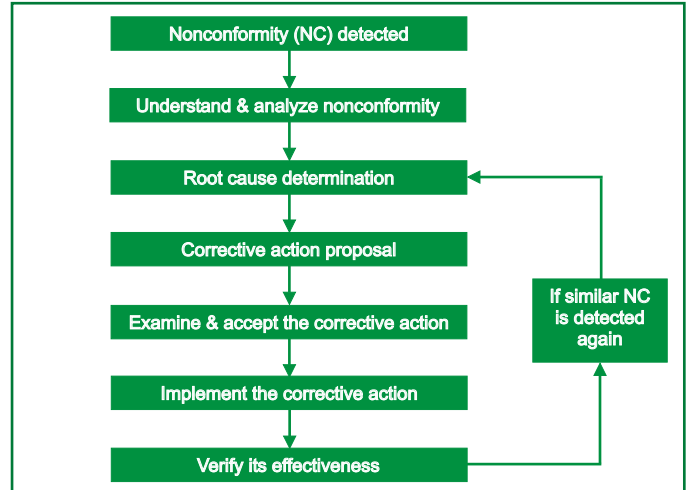 Nonconformity (NC) detected
Understand & analyze nonconformity
Root cause determination
Corrective action proposal
Examine & accept the corrective action
Implement the corrective action
Verify its effectiveness
If similar NC
is detected
again